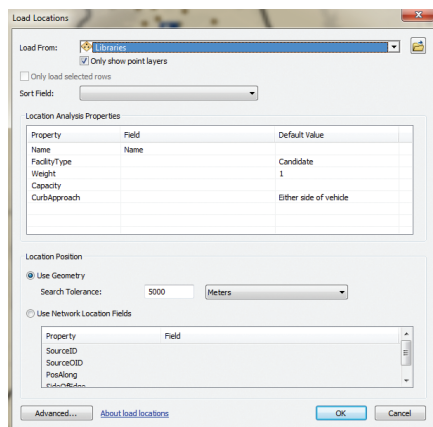 Load Locations
Load From: Libraries
Only show point layers
Only load selected rows
Sort Field:
Location Analysis Properties
Property Field Default Value
Name Name
FacilityType Candidate
Weight 1
Capacity
CurbApproach Either side of vehicle
Location Position
Use Geometry
Search Tolerance: 5000 Meters
Use Network Location Fields
Property Field
SourceID
SourceOID
PosAlong
SideOfEdge
Advanced... About load locations OK Cancel